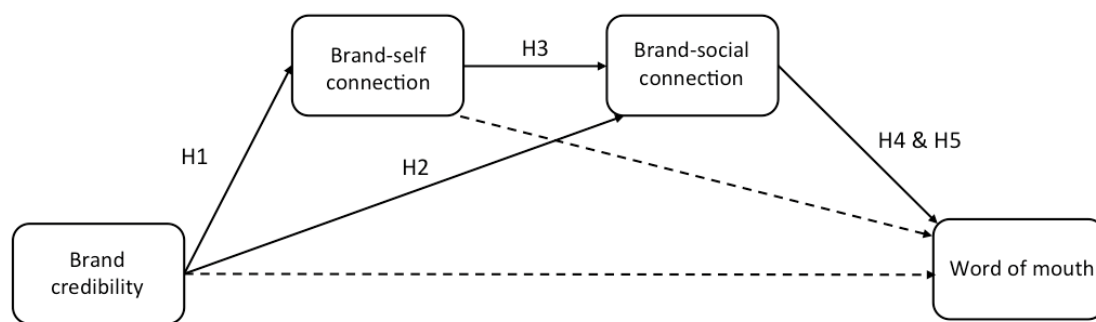 Brand-self
connection
H3
Brand-social
connection
H1
H2
H4 & H5
Brand
credibility
Word of mouth